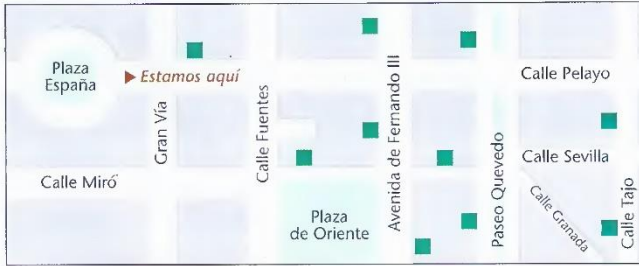 Plaza
España
Estamos aquí
Gran Vía
Calle Fuentes
Avenida de Fernando III
Calle Pelayo
Calle Miró
Plaza
de Oriente
Paseo Quevedo
Calle Sevilla
Calle Granada
Calle Tajo